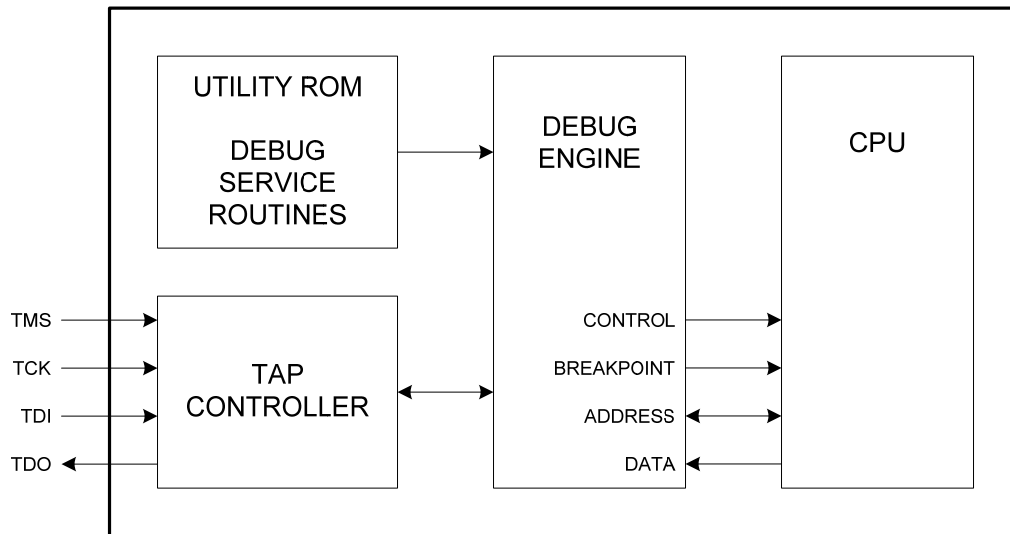 UTILITY ROM
DEBUG
SERVICE
ROUTINES
DEBUG
ENGINE
CPU
TMS
TCK
TDI
TDO
TAP
CONTROLLER
CONTROL
BREAKPOINT
ADDRESS
DATA